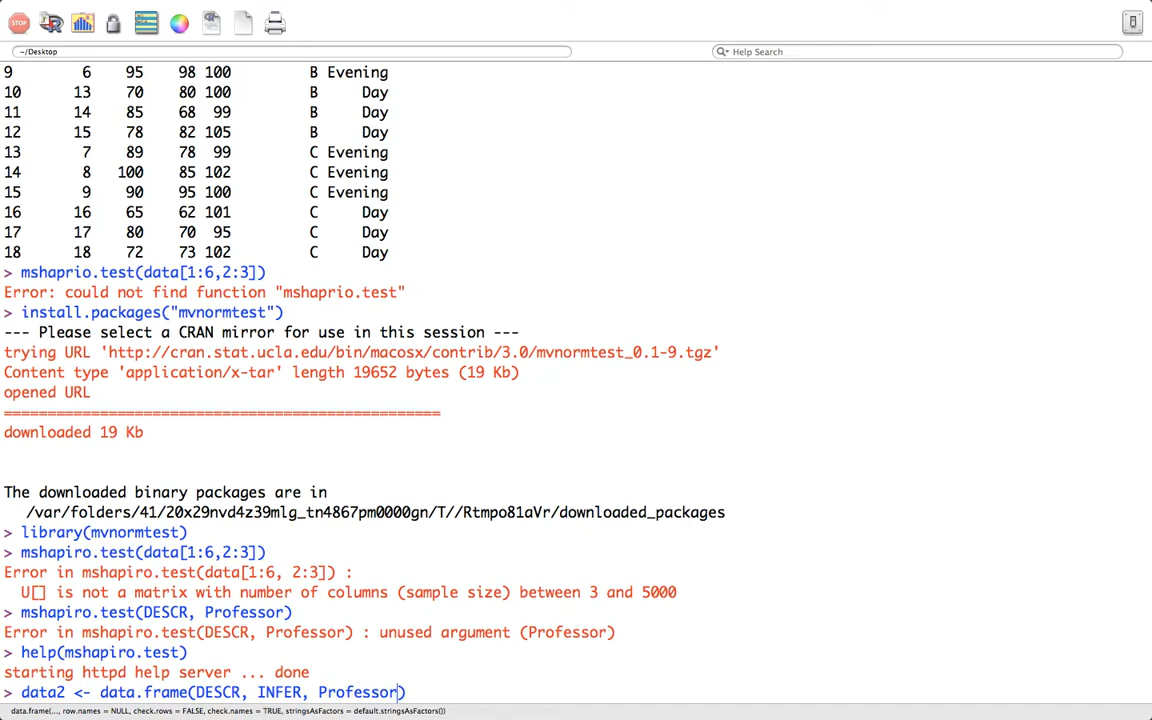 STOP
~/Desktop
Help Search
9 6 95 98 100 B Evening
10 13 70 80 100 B Day
11 14 85 68 99 B Day
12 15 78 82 105 B Day
13 7 89 78 99 C Evening
14 8 100 85 102 C Evening
15 9 90 95 100 C Evening
16 16 65 62 101 C Day
17 17 80 70 95 C Day
18 18 72 73 102 C Day
> mshaprio.test(data[1:6,2:3])
Error: could not find function "mshaprio.test"
> install.packages("mvnormtest")
--- Please select a CRAN mirror for use in this session ---
trying URL 'http://cran.stat.ucla.edu/bin/macosx/contrib/3.0/mvnormtest_0.1-9.tgz'
Content type 'application/x-tar' length 19652 bytes (19 Kb)
opened URL
==================================================
downloaded 19 Kb
The downloaded binary packages are in
/var/folders/41/20x29nvd4z39mlg_tn4867pm0000gn/T//Rtmpo81aVr/downloaded_packages
> library(mvnormtest)
> mshapiro.test(data[1:6,2:3])
Error in mshapiro.test(data[1:6, 2:3]) :
U[] is not a matrix with number of columns (sample size) between 3 and 5000
> mshapiro.test(DESCR, Professor)
Error in mshapiro.test(DESCR, Professor) : unused argument (Professor)
> help(mshapiro.test)
starting httpd help server ... done
> data2 <- data.frame(DESCR, INFER, Professor)
data.frame(..., row.names = NULL, check.rows = FALSE, check.names = TRUE, stringsAsFactors = default.stringsAsFactors())